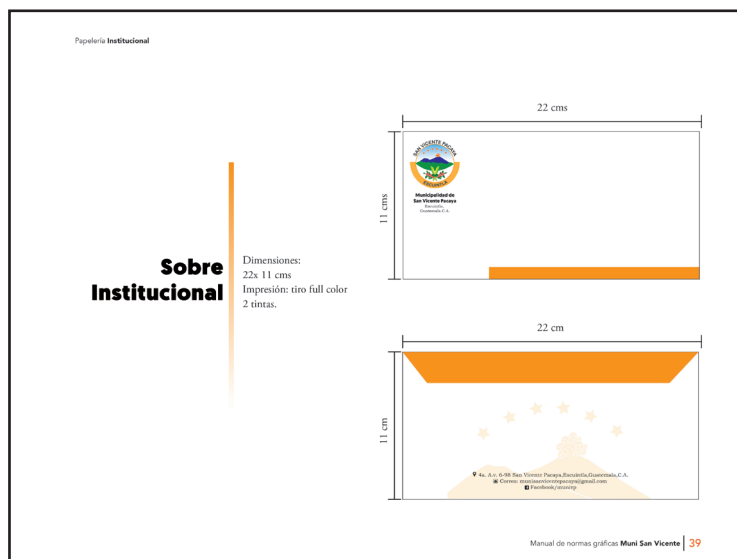 Papelería Institucional
22 cms
11 cms
SAN VICENTE PACAYA
ESCUINTLA
Municipalidad de
San Vicente Pacaya
Escuintla,
Guatemala C.A.
Sobre
Institucional
Dimensiones:
22x 11 cms
Impresión: tiro full color
2 tintas.
22 cm
11 cm
4a. A.v. 6-98 San Vicente Pacaya,Escuintla,Guatemala,C.A.
Correo: munisanvicentepacaya@gmail.com
Facebook/munisvp
Manual de normas gráficas Muni San Vicente 39